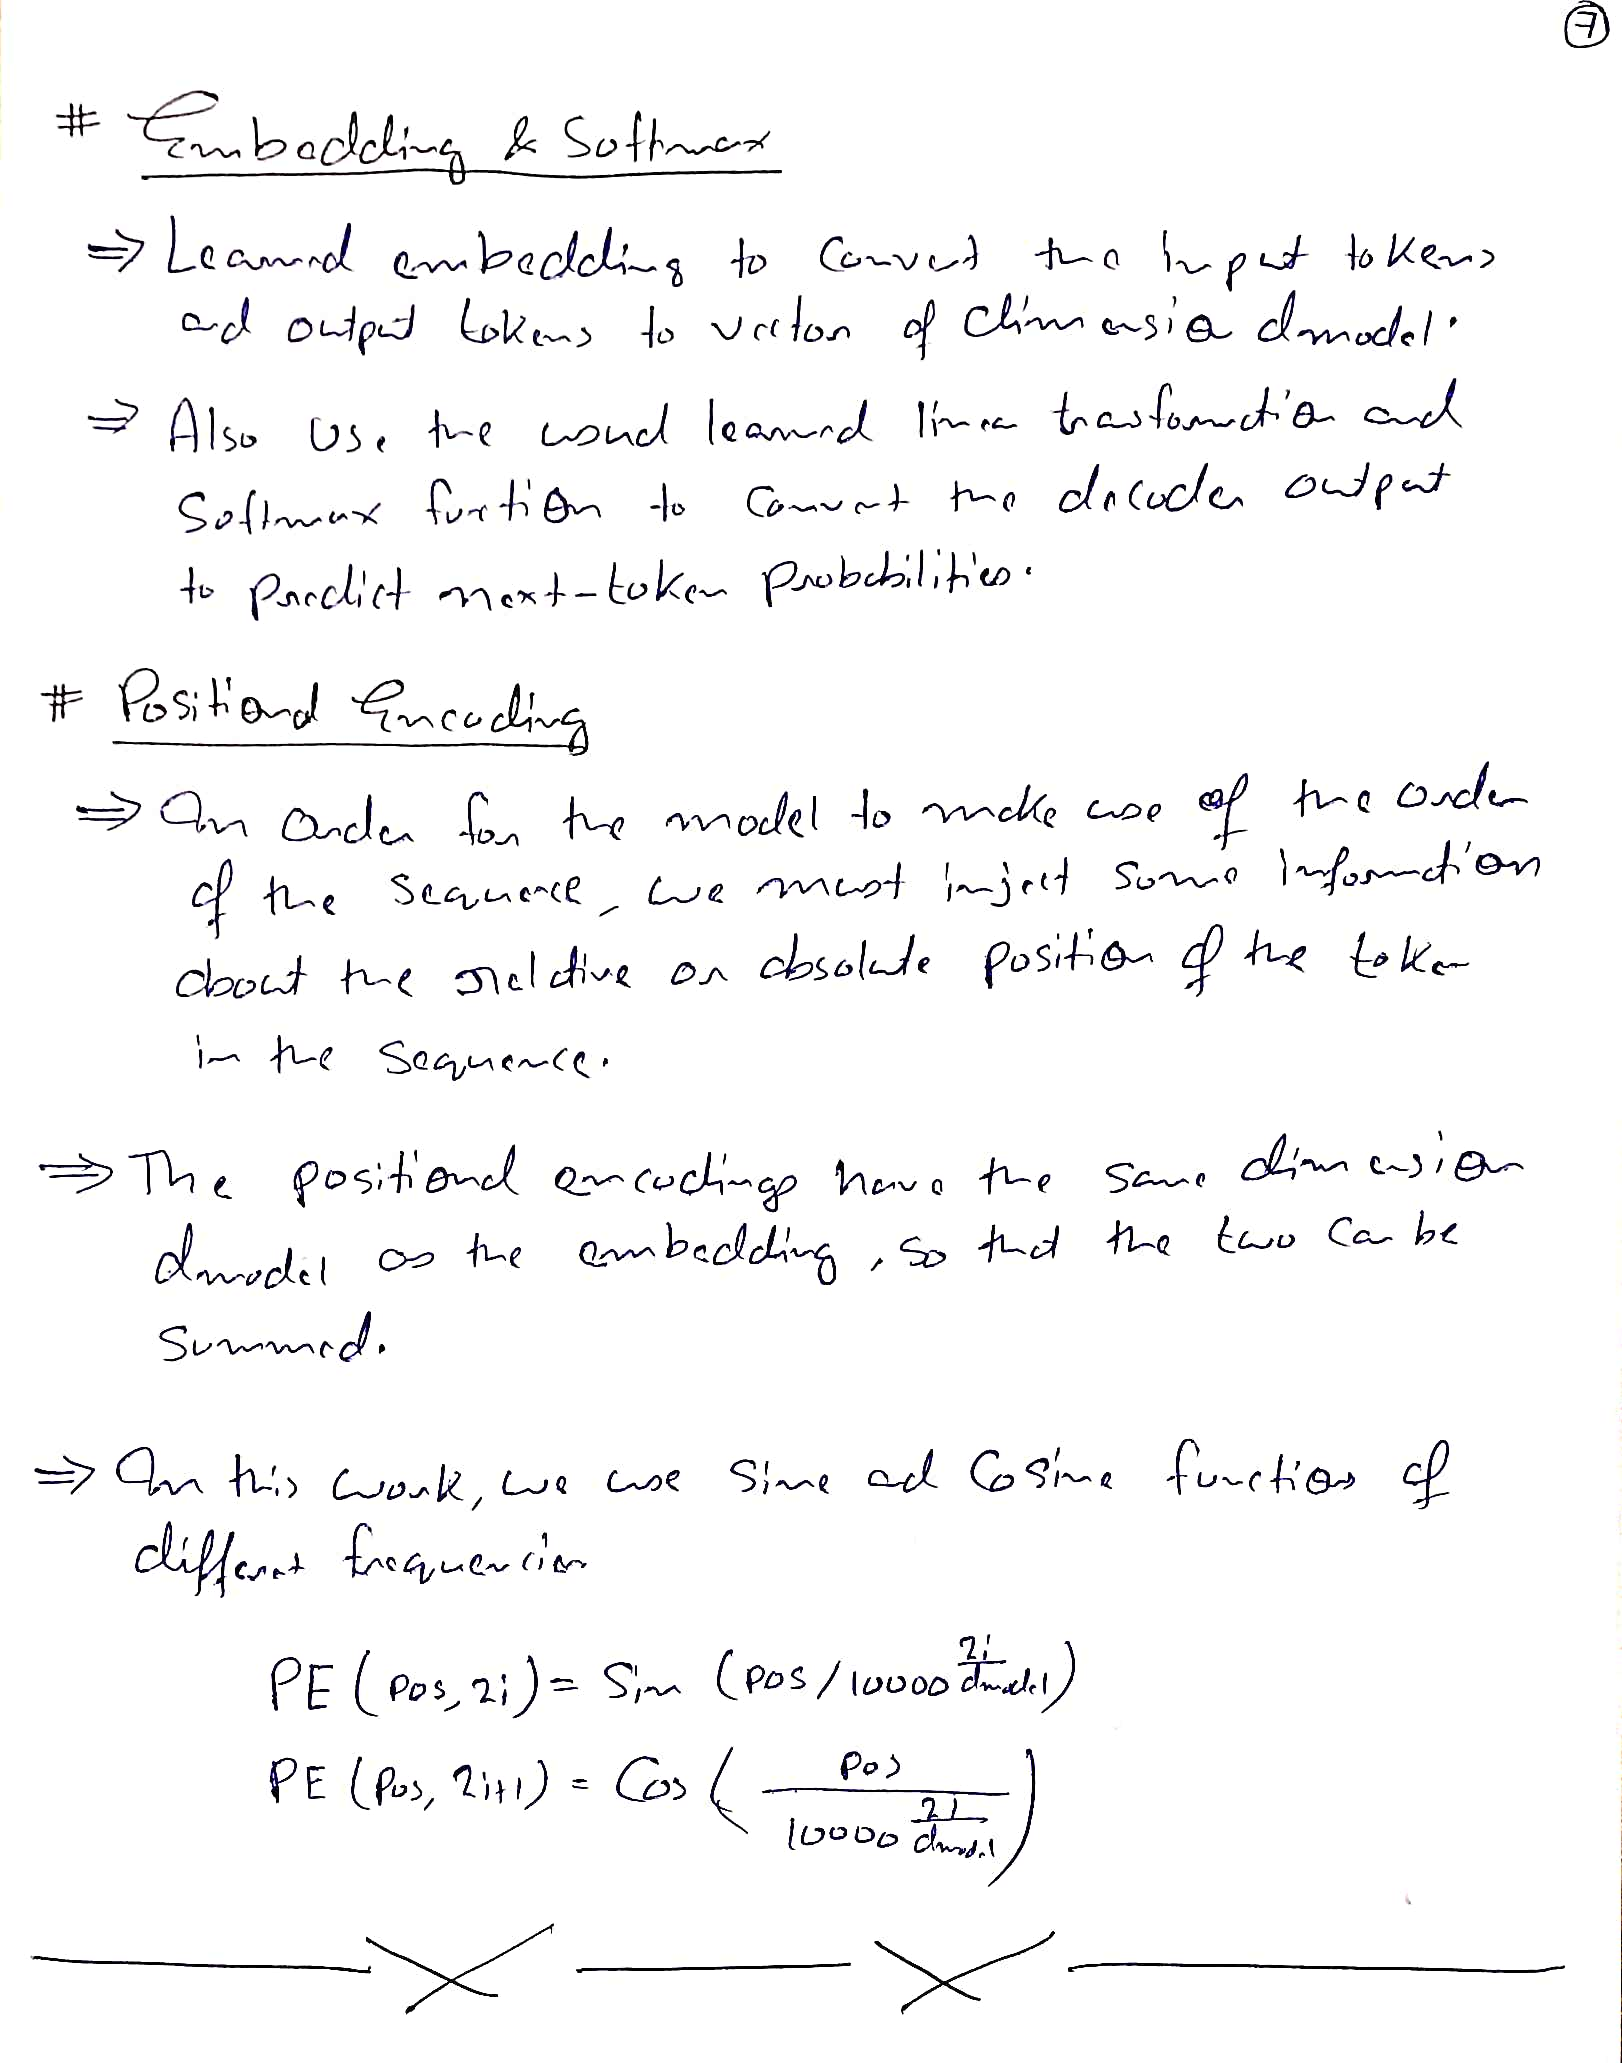 7
# Embedding & Softmax
⇒ Learned embedding to Convert the Input tokens
and output tokens to vector of dimension dmodel.
⇒ Also Use the usual learned linear transformation and
Softmax function to Convert the decoder output
to Predict next-token Probabilities.
# Positional Encoding
⇒ In Order for the model to make use of the order
of the sequence, we must inject some Information
about the relative or absolute position of the token
in the Sequence.
⇒ The positional encodings have the same dimension
dmodel as the embedding, so that the two can be
summed.
⇒ In this work, we use Sine and Cosine function of
different frequencies
PE(pos, 2i) = Sin (pos/10000^(2i/dmodel))
PE(pos, 2i+1) = Cos (pos/10000^(2i/dmodel))